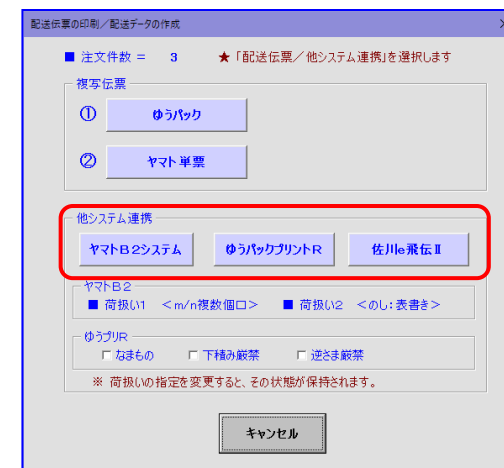 配送伝票の印刷／配送データの作成
■ 注文件数 = 3 ★「配送伝票／他システム連携」を選択します
複写伝票
① ゆうパック
② ヤマト単票
他システム連携
ヤマトB2システム ゆうパックプリントR 佐川e飛伝Ⅱ
ヤマトB2
■ 荷扱い1 <m/n複数個口> ■ 荷扱い2 <のし:表書き>
ゆうプリR
なまもの 下積み厳禁 逆さま厳禁
※ 荷扱いの指定を変更すると、その状態が保持されます。
キャンセル